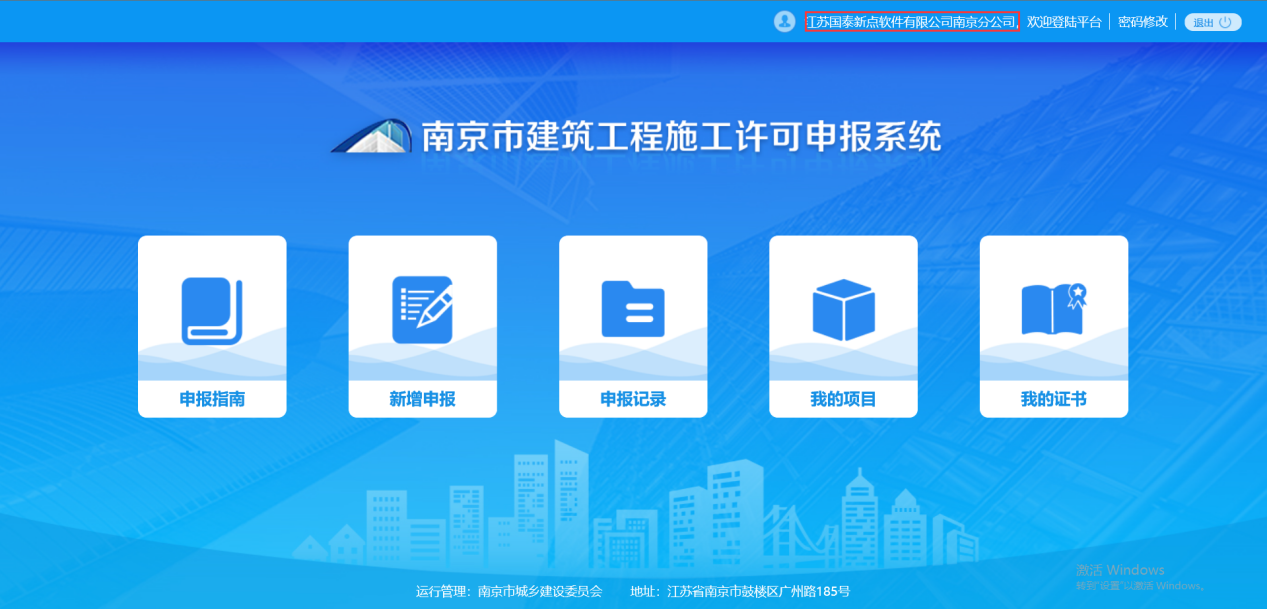 江苏国泰新点软件有限公司南京分公司, 欢迎登陆平台 密码修改 退出
南京市建筑工程施工许可申报系统
申报指南 新增申报 申报记录 我的项目 我的证书
激活 Windows
转到"设置"以激活 Windows。
运行管理：南京市城乡建设委员会 地址：江苏省南京市鼓楼区广州路185号